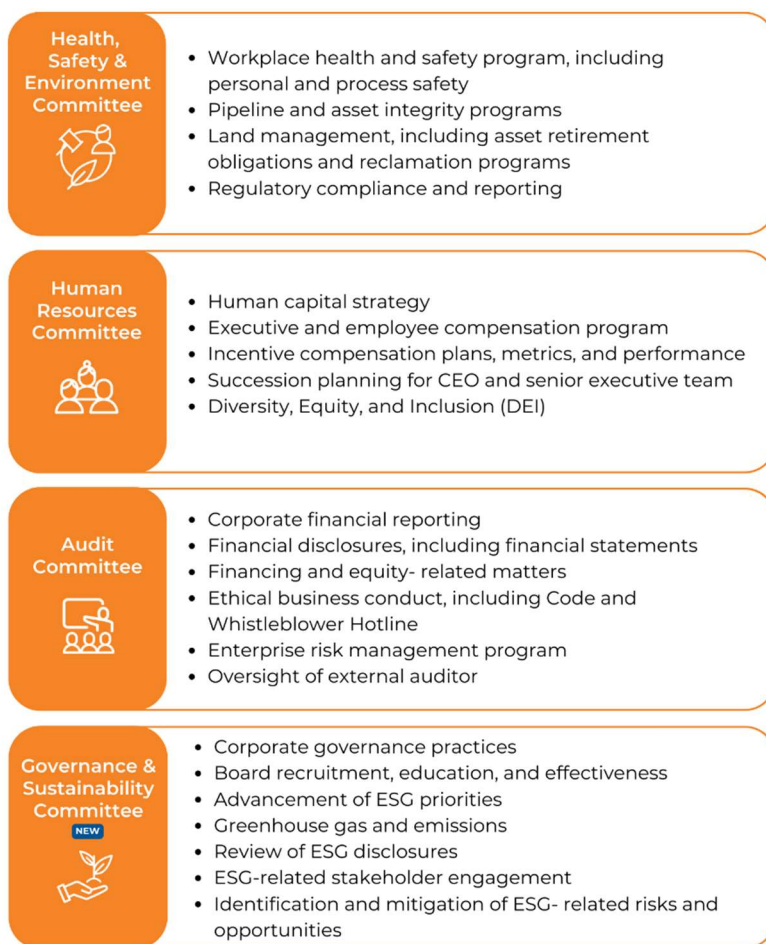 Health,
Safety &
Environment
Committee
• Workplace health and safety program, including
personal and process safety
• Pipeline and asset integrity programs
• Land management, including asset retirement
obligations and reclamation programs
• Regulatory compliance and reporting
Human
Resources
Committee
• Human capital strategy
• Executive and employee compensation program
• Incentive compensation plans, metrics, and performance
• Succession planning for CEO and senior executive team
• Diversity, Equity, and Inclusion (DEI)
Audit
Committee
• Corporate financial reporting
• Financial disclosures, including financial statements
• Financing and equity- related matters
• Ethical business conduct, including Code and
Whistleblower Hotline
• Enterprise risk management program
• Oversight of external auditor
Governance &
Sustainability
Committee
NEW
• Corporate governance practices
• Board recruitment, education, and effectiveness
• Advancement of ESG priorities
• Greenhouse gas and emissions
• Review of ESG disclosures
• ESG-related stakeholder engagement
• Identification and mitigation of ESG- related risks and
opportunities